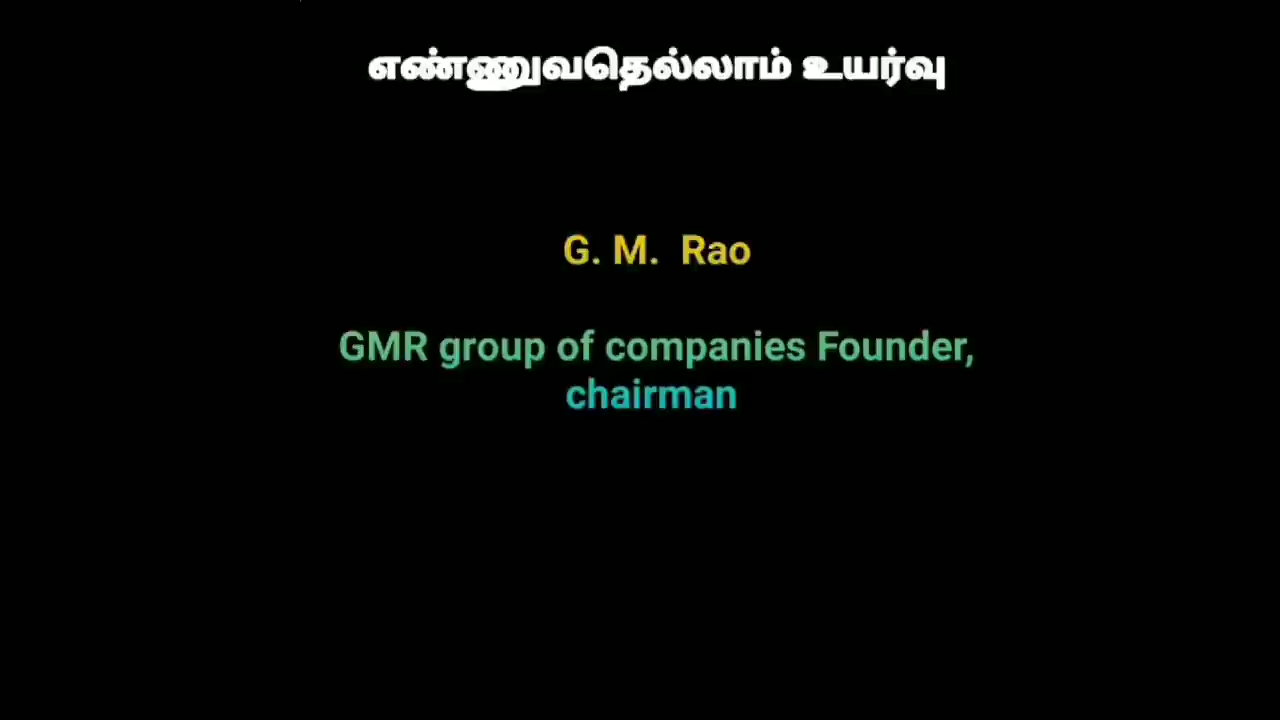 எண்ணுவதெல்லாம் உயர்வு
G. M. Rao
GMR group of companies Founder,
chairman